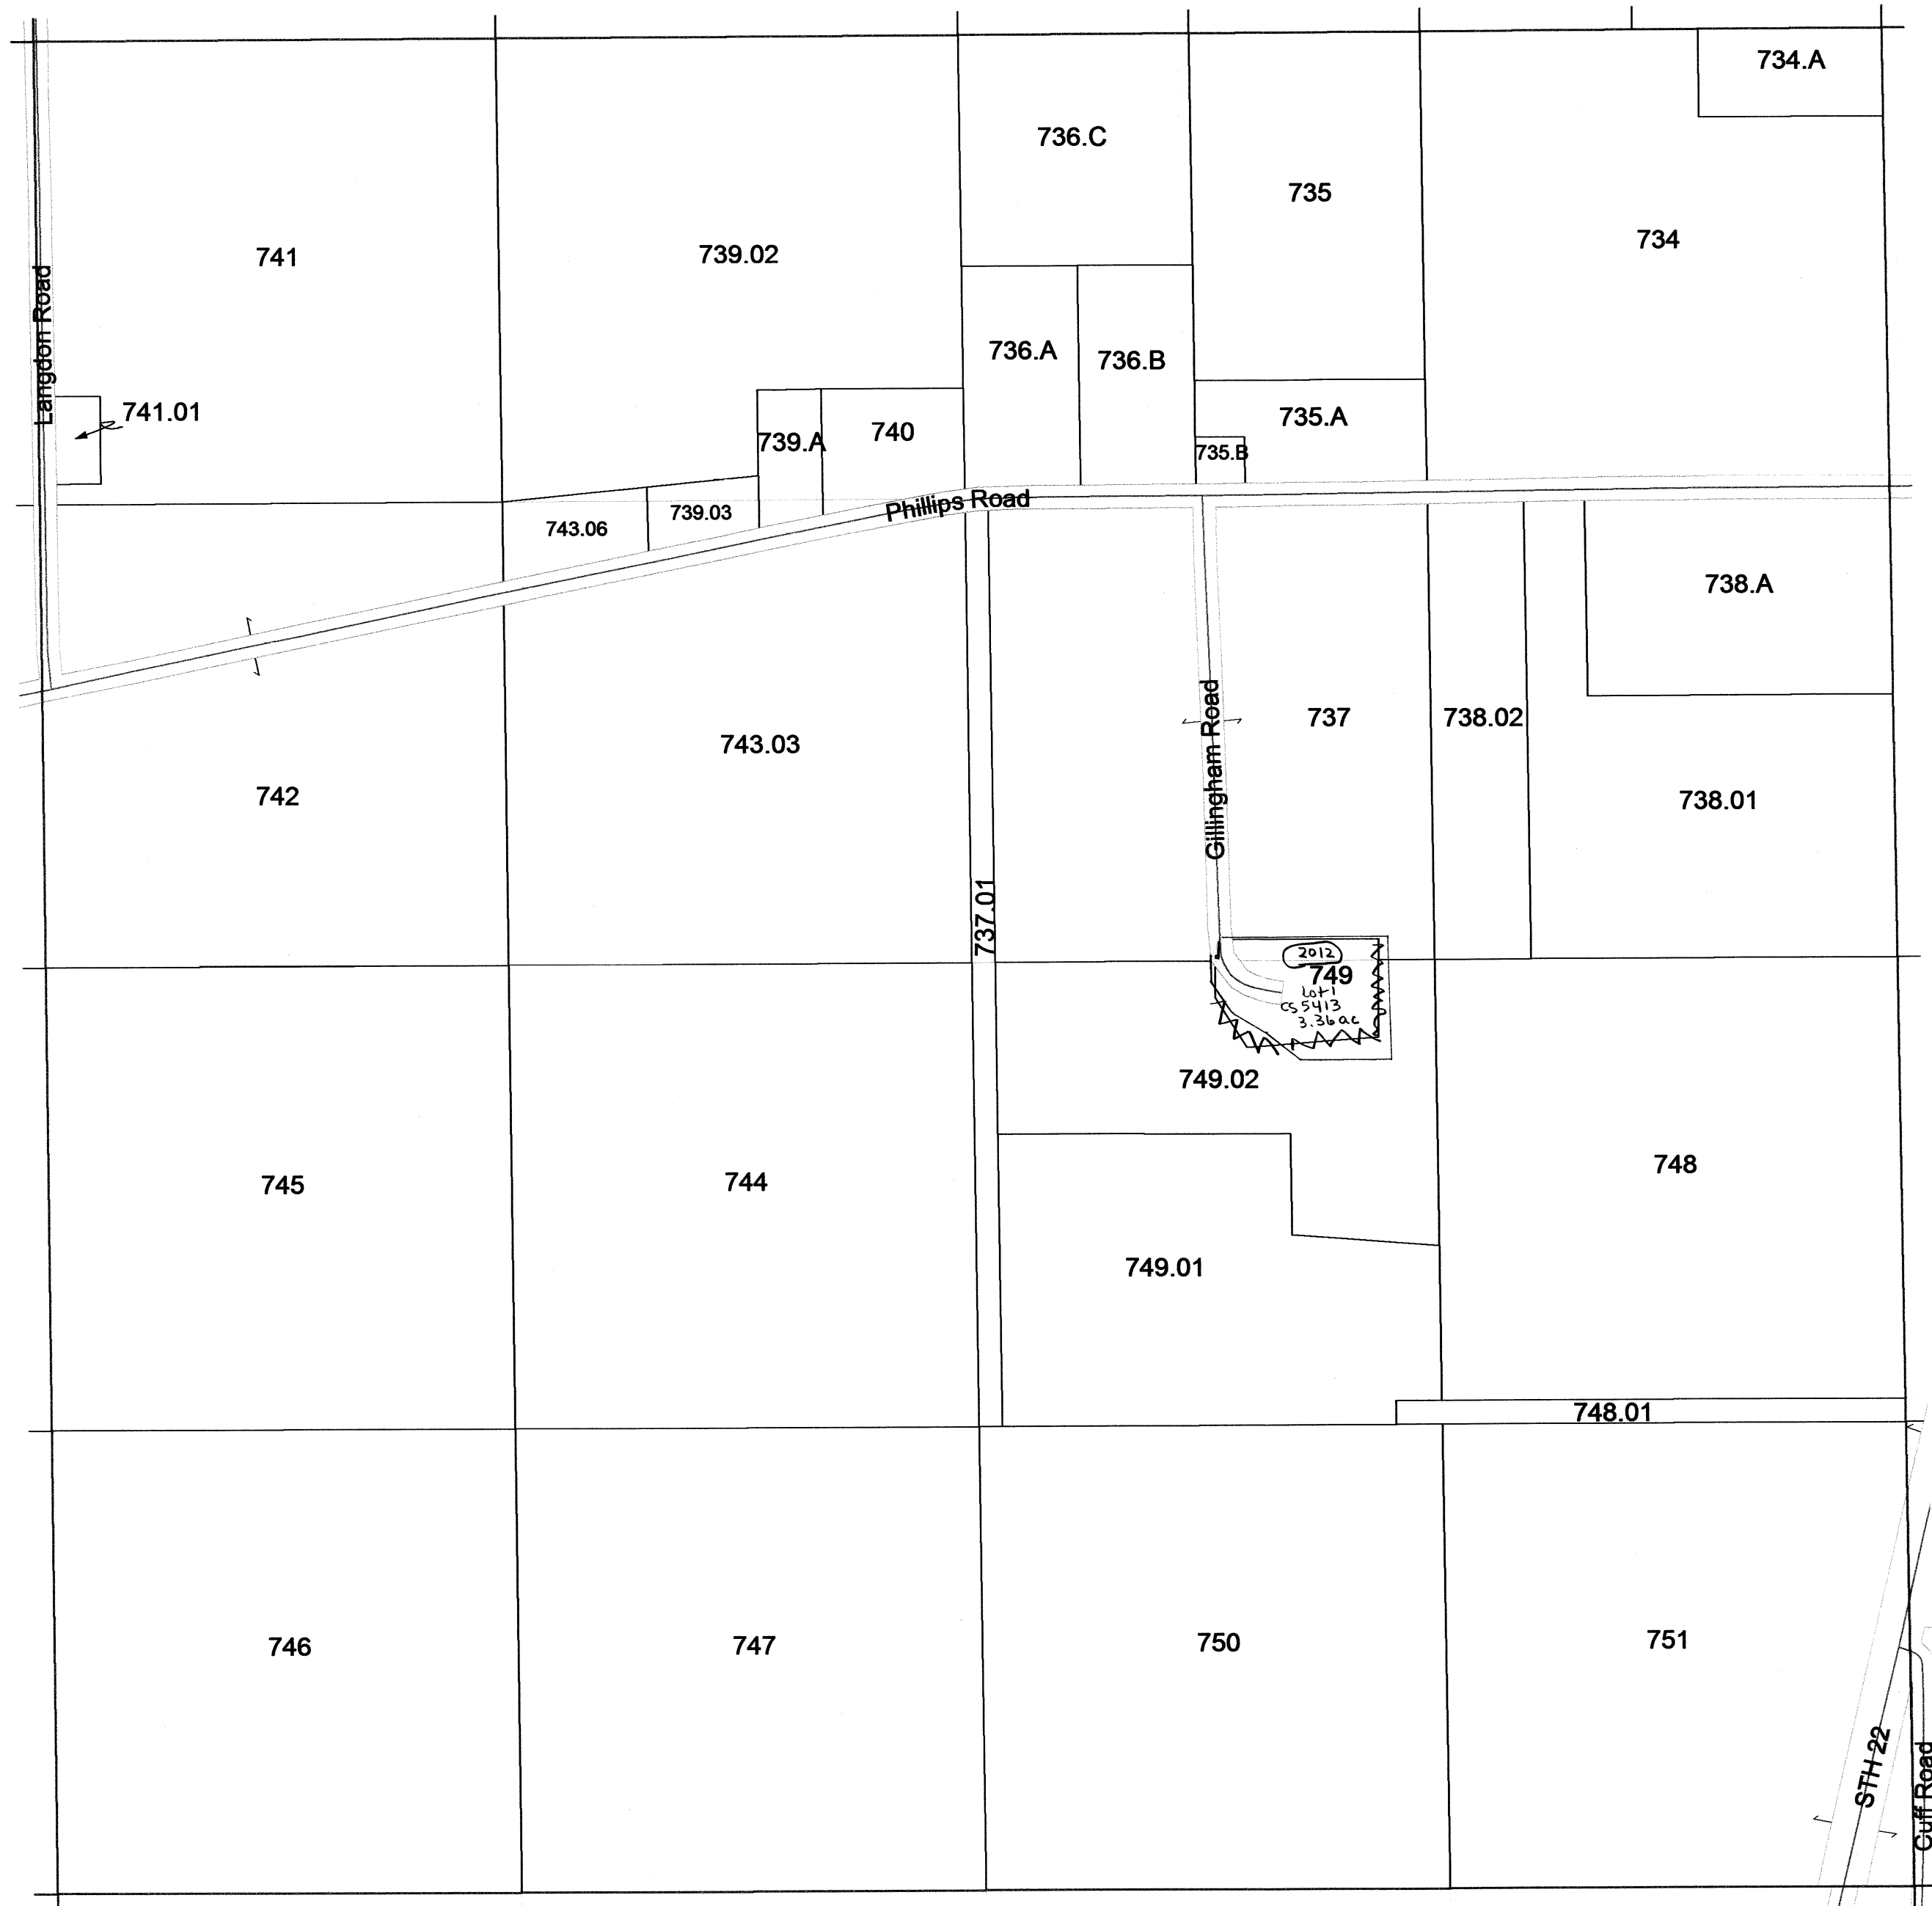 734.A
736.C
735
734
741
739.02
Langdon Road
736.A
736.B
741.01
735.A
739.A
740
735.B
Phillips Road
743.06
739.03
738.A
Gillingham Road
737
738.02
743.03
742
738.01
737.01
2012
749
Lot 1
CS 5413
3.36 ac
749.02
745
744
748
749.01
748.01
746
747
750
751
STH 22
Cuff Road